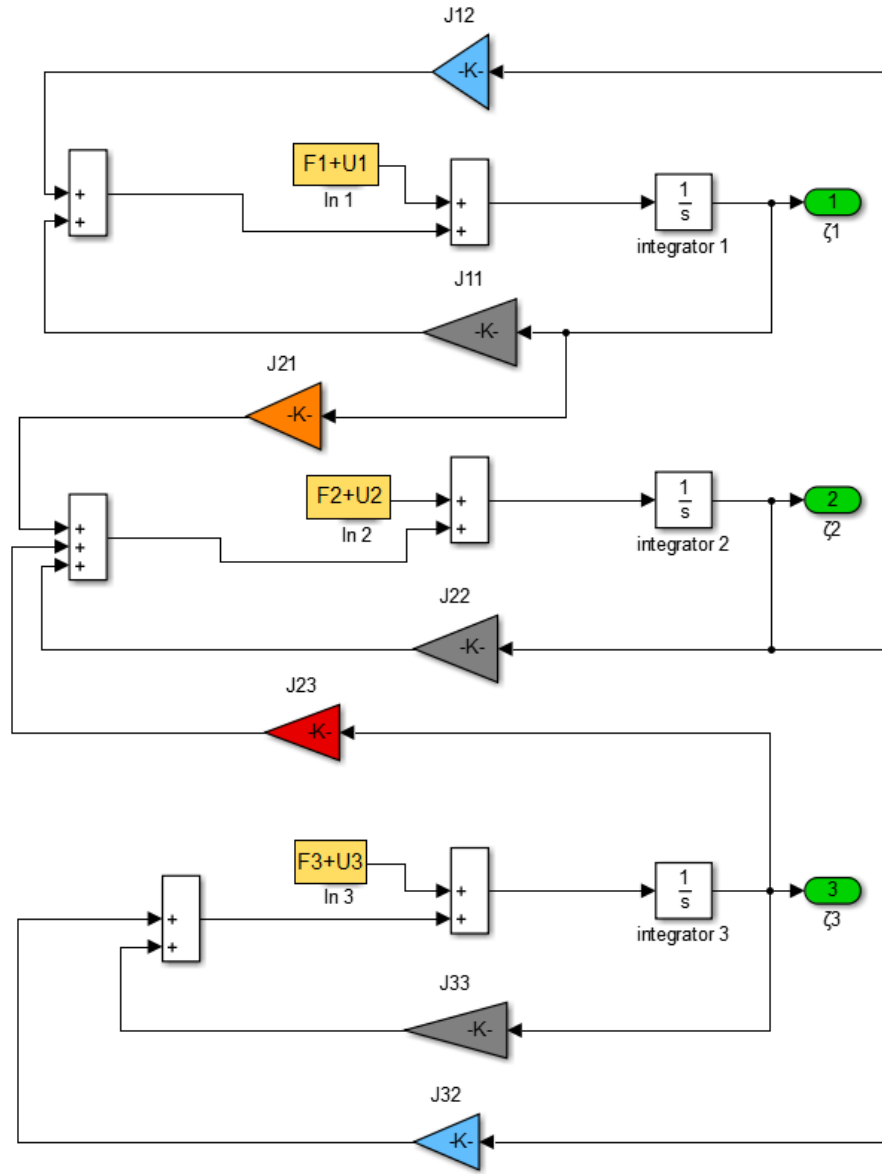 J12
-K-
F1+U1
In 1
+
+
+
+
1
s
integrator 1
1
ζ1
J11
-K-
J21
-K-
F2+U2
In 2
+
+
+
+
+
1
s
integrator 2
2
ζ2
J22
-K-
J23
-K-
F3+U3
In 3
+
+
+
+
1
s
integrator 3
3
ζ3
J33
-K-
J32
-K-